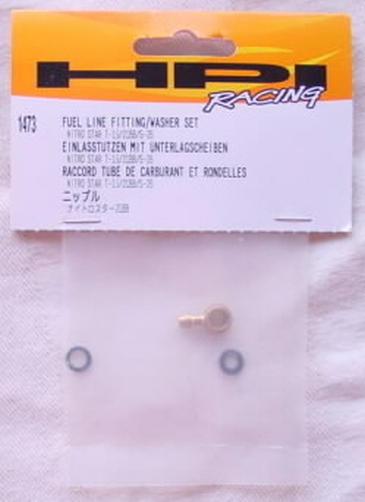 HPI
RACING
1473
FUEL LINE FITTING/WASHER SET
NITRO STAR T-15/21BB/S-25
EINLASSTUTZEN MIT UNTERLAGSCHEIBEN
NITRO STAR T-15/21BB/S-25
RACCORD TUBE DE CARBURANT ET RONDELLES
NITRO STAR T-15/21BB/S-25
ニップル
ナイトロスター21BB